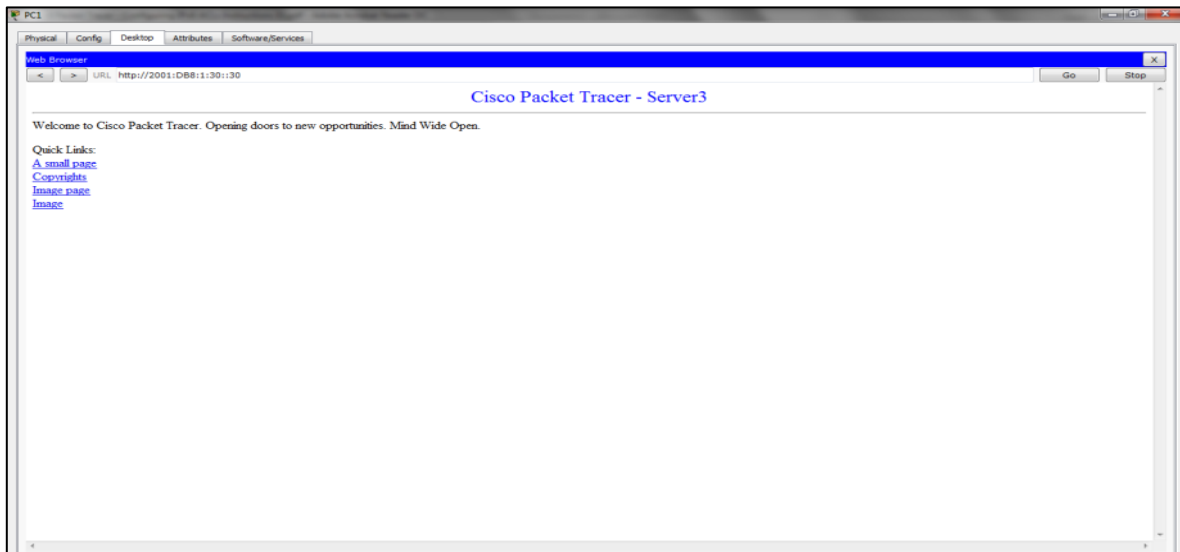 PC1
Physical Config Desktop Attributes Software/Services
Web Browser X
< > URL http://2001:DB8:1:30::30 Go Stop
Cisco Packet Tracer - Server3
Welcome to Cisco Packet Tracer. Opening doors to new opportunities. Mind Wide Open.
Quick Links:
A small page
Copyrights
Image page
Image